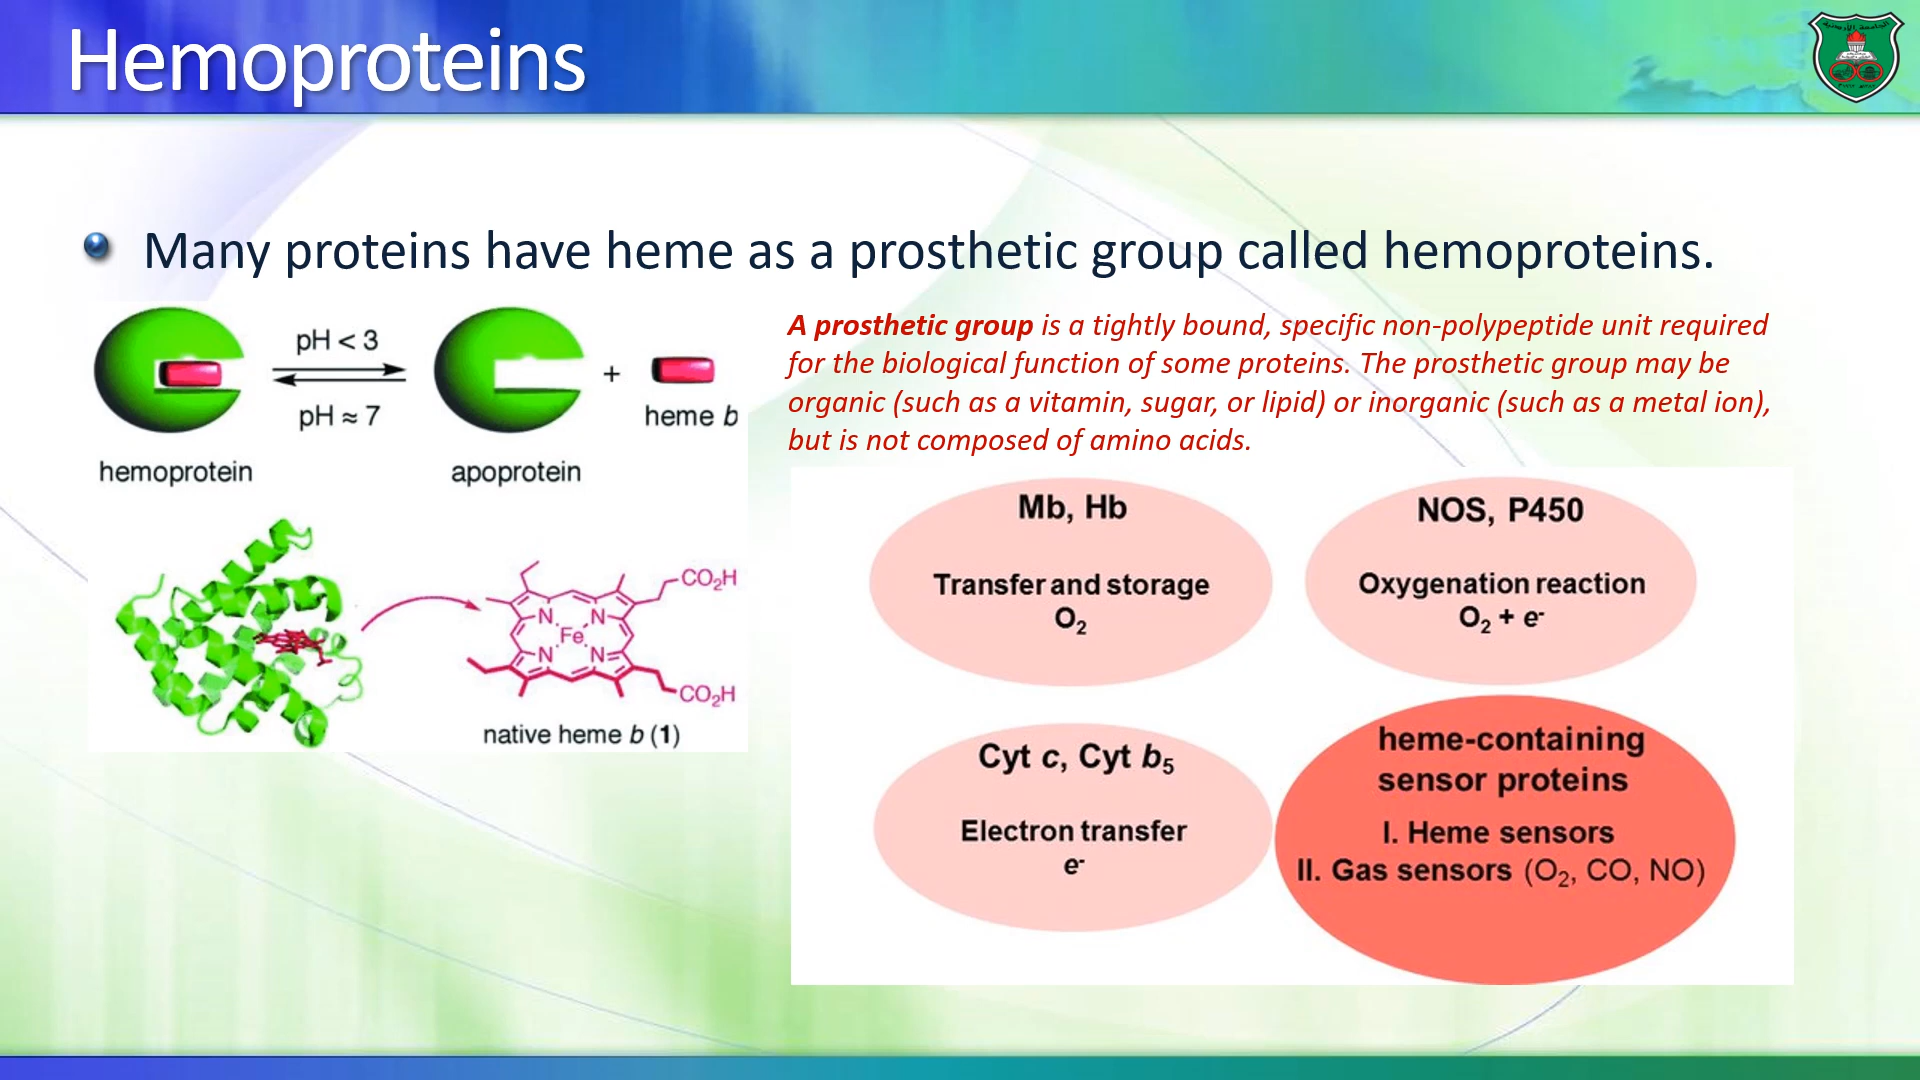 Hemoproteins
Many proteins have heme as a prosthetic group called hemoproteins.
pH < 3
pH ≈ 7
+
heme b
hemoprotein
apoprotein
A prosthetic group is a tightly bound, specific non-polypeptide unit required
for the biological function of some proteins. The prosthetic group may be
organic (such as a vitamin, sugar, or lipid) or inorganic (such as a metal ion),
but is not composed of amino acids.
CO₂H
N N
Fe
N N
CO₂H
native heme b (1)
Mb, Hb
Transfer and storage
O₂
NOS, P450
Oxygenation reaction
O₂ + e⁻
Cyt c, Cyt b₅
Electron transfer
e⁻
heme-containing
sensor proteins
I. Heme sensors
II. Gas sensors (O₂, CO, NO)